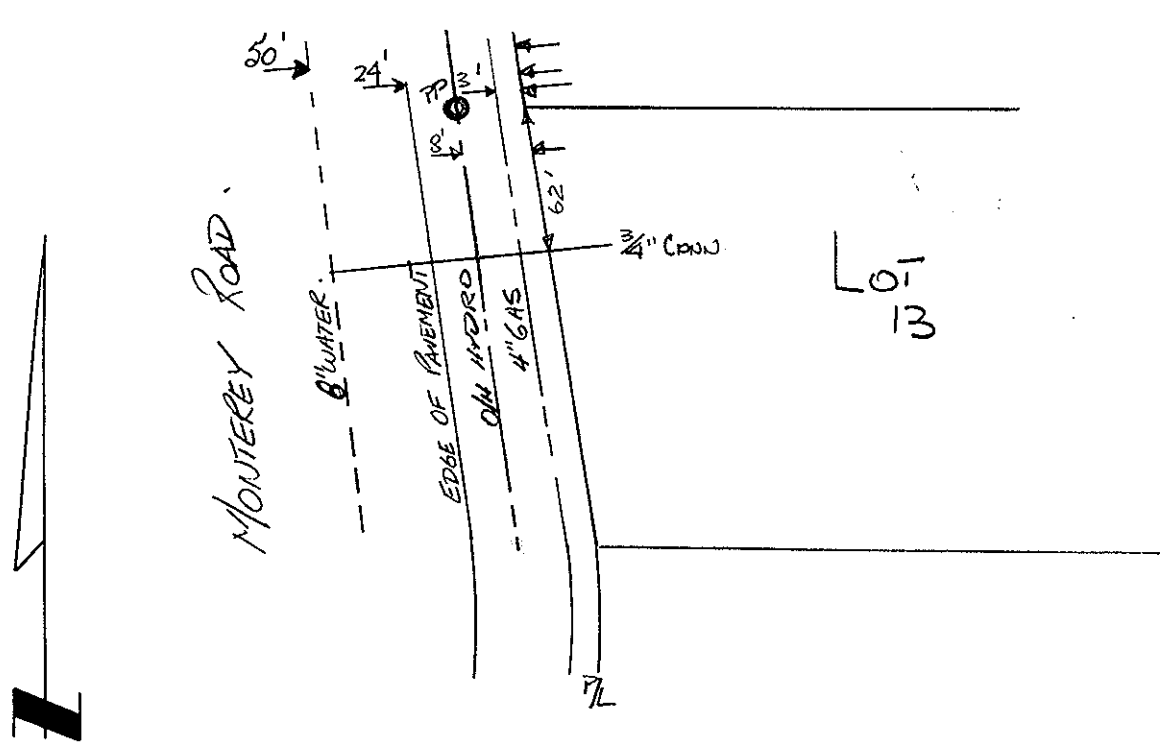 50'
24'
PP
3'
8'
62'
3/4" CONN.
MONTEREY ROAD.
8" WATER.
EDGE OF PAVEMENT
O/H HYDRO
4" GAS
LOT
13
P/L